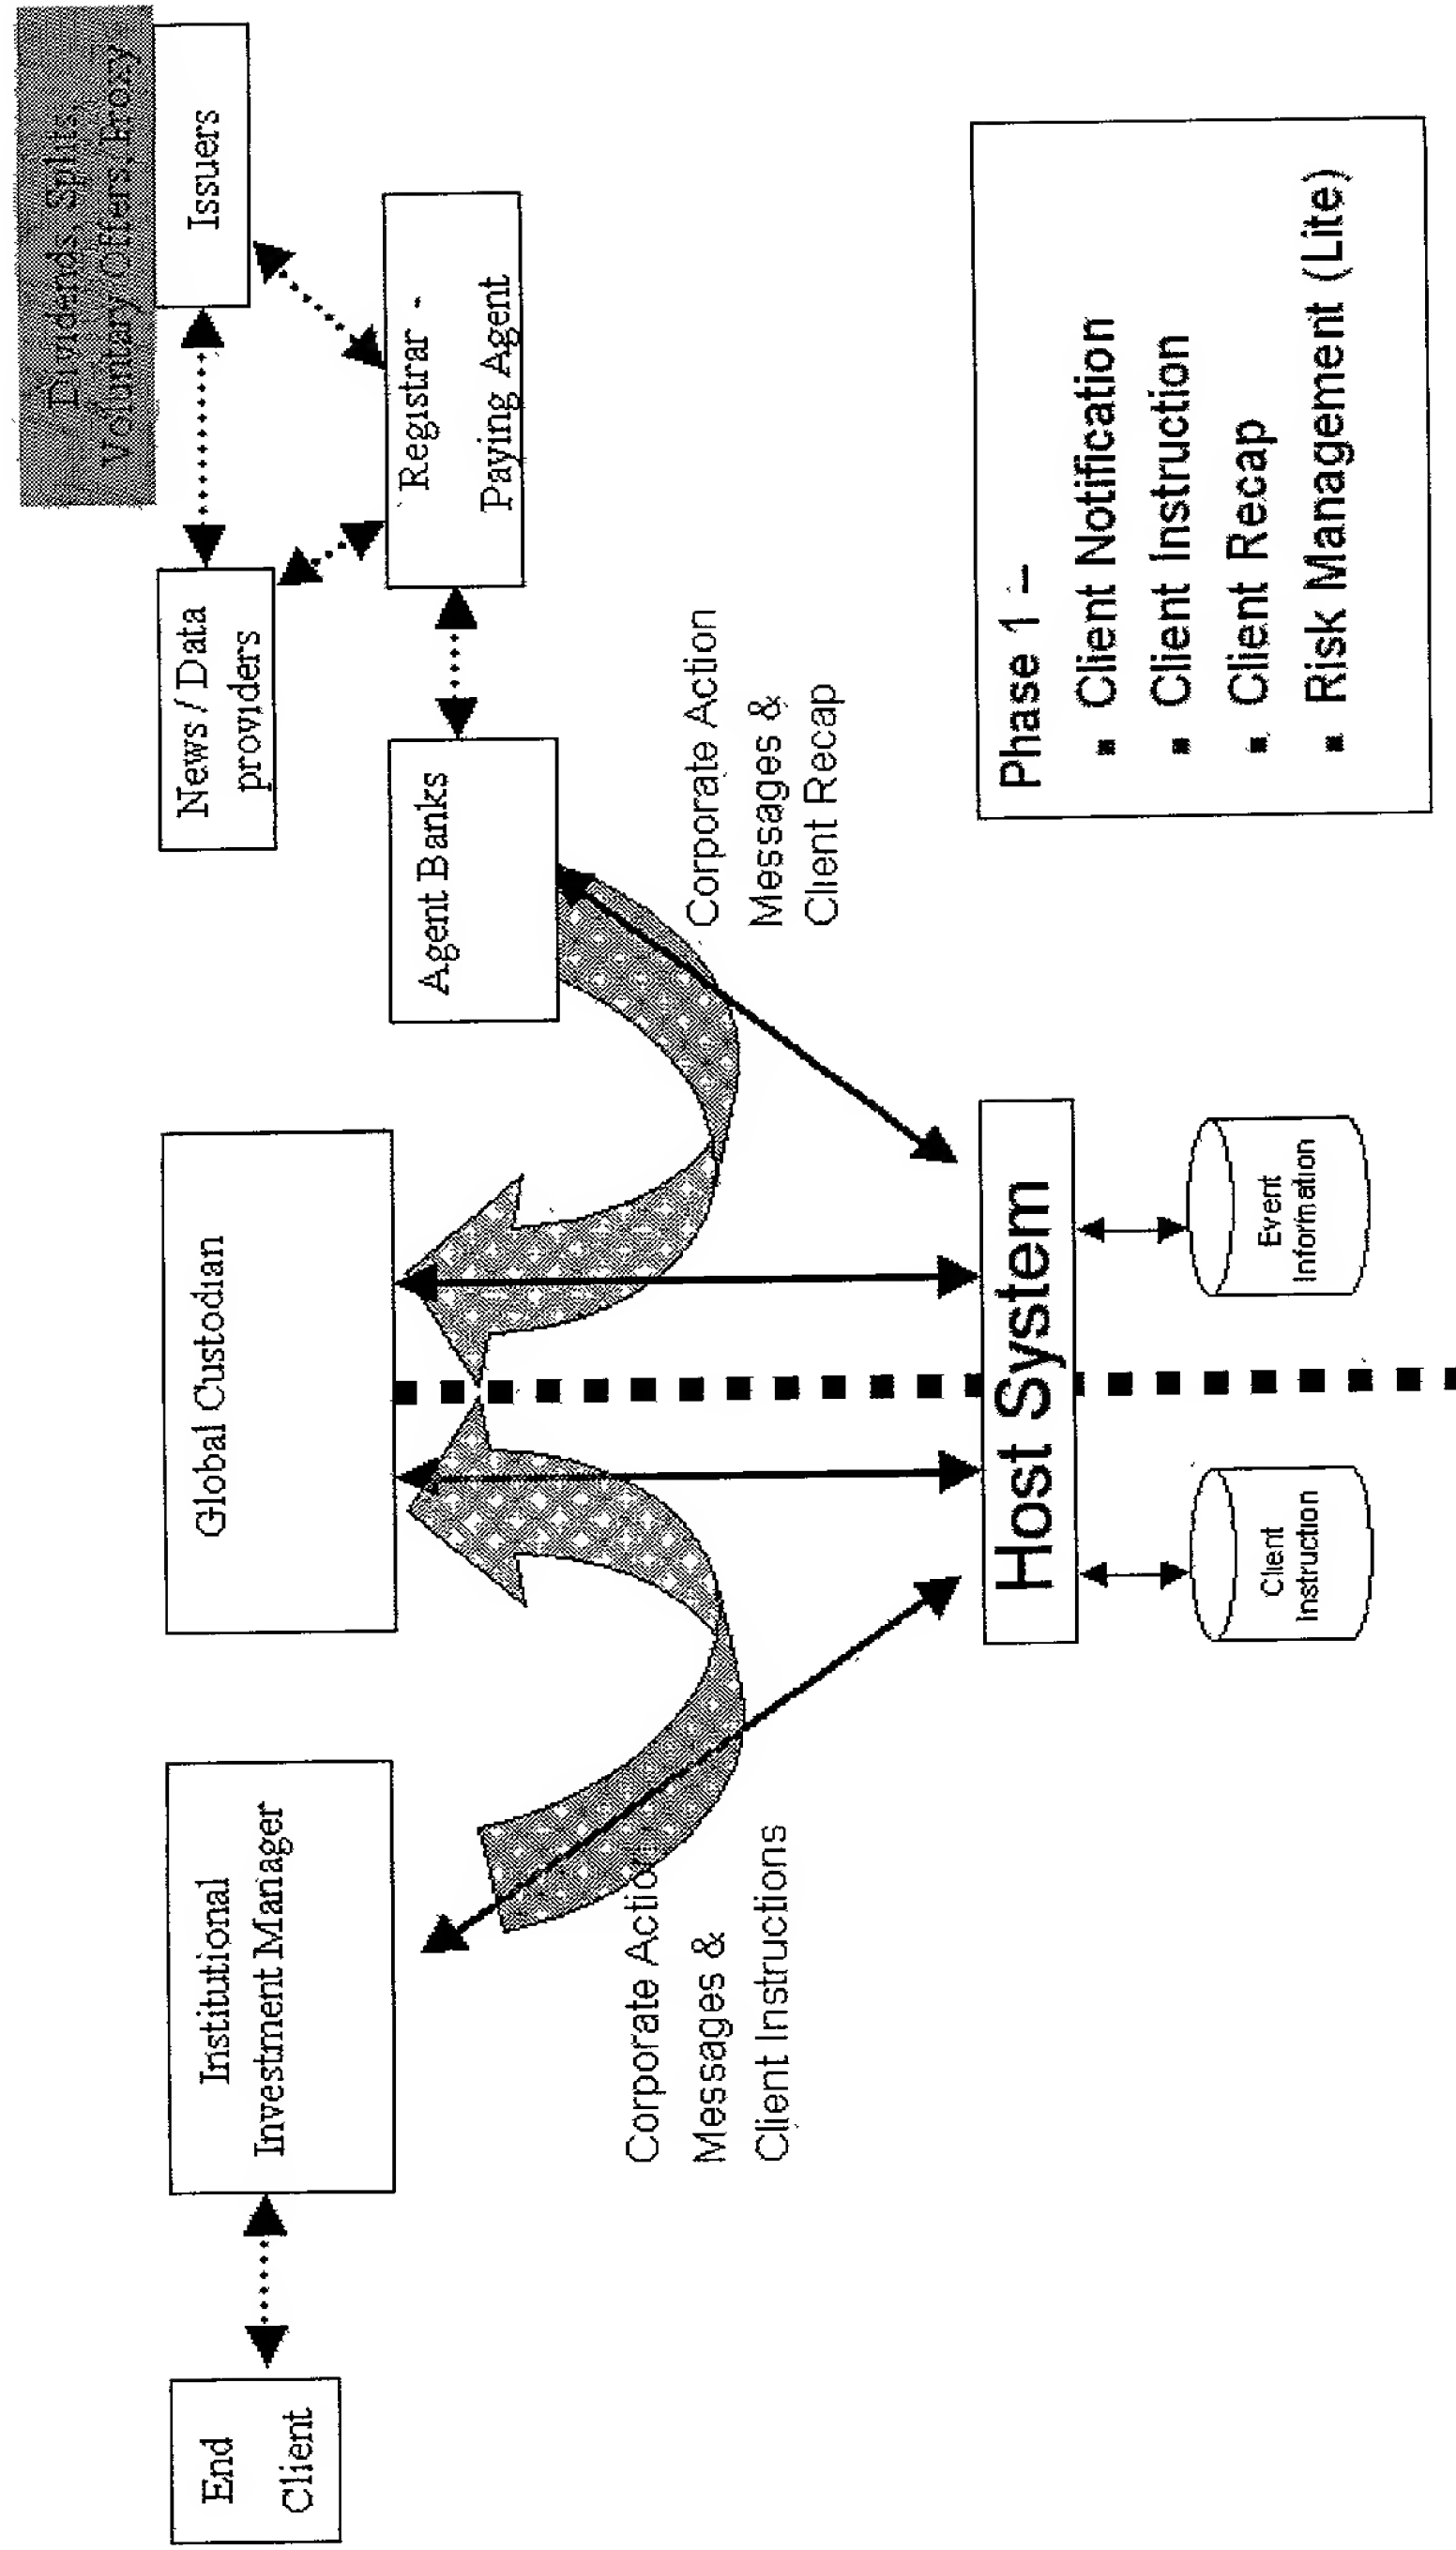 Dividends, Splits,
Voluntary Offers, Proxy
Issuers
News / Data
providers
Registrar -
Paying Agent
Agent Banks
Global Custodian
Institutional
Investment Manager
End
Client
Corporate Action
Messages &
Client Instructions
Corporate Action
Messages &
Client Recap
Host System
Client
Instruction
Event
Information
Phase 1 –
▪ Client Notification
▪ Client Instruction
▪ Client Recap
▪ Risk Management (Lite)